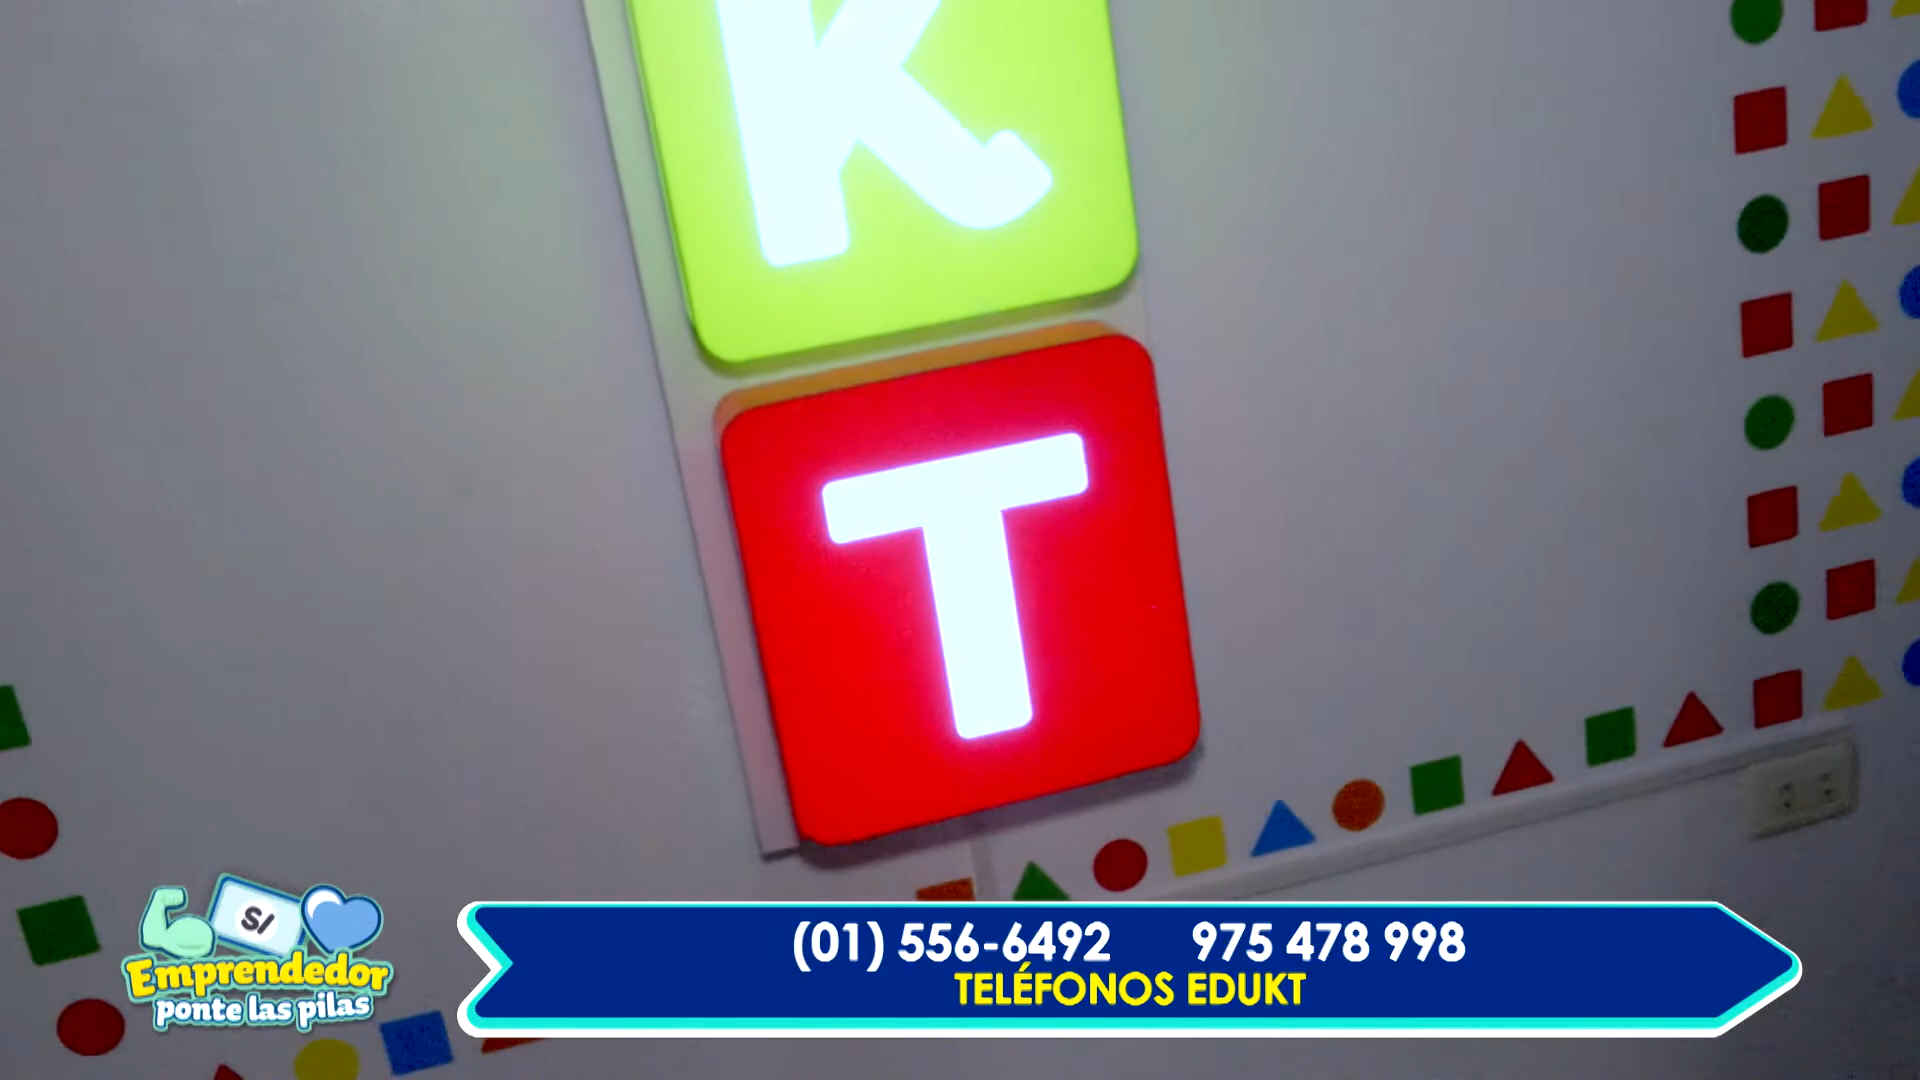 K
T
S/
Emprendedor
ponte las pilas
(01) 556-6492 975 478 998
TELÉFONOS EDUKT